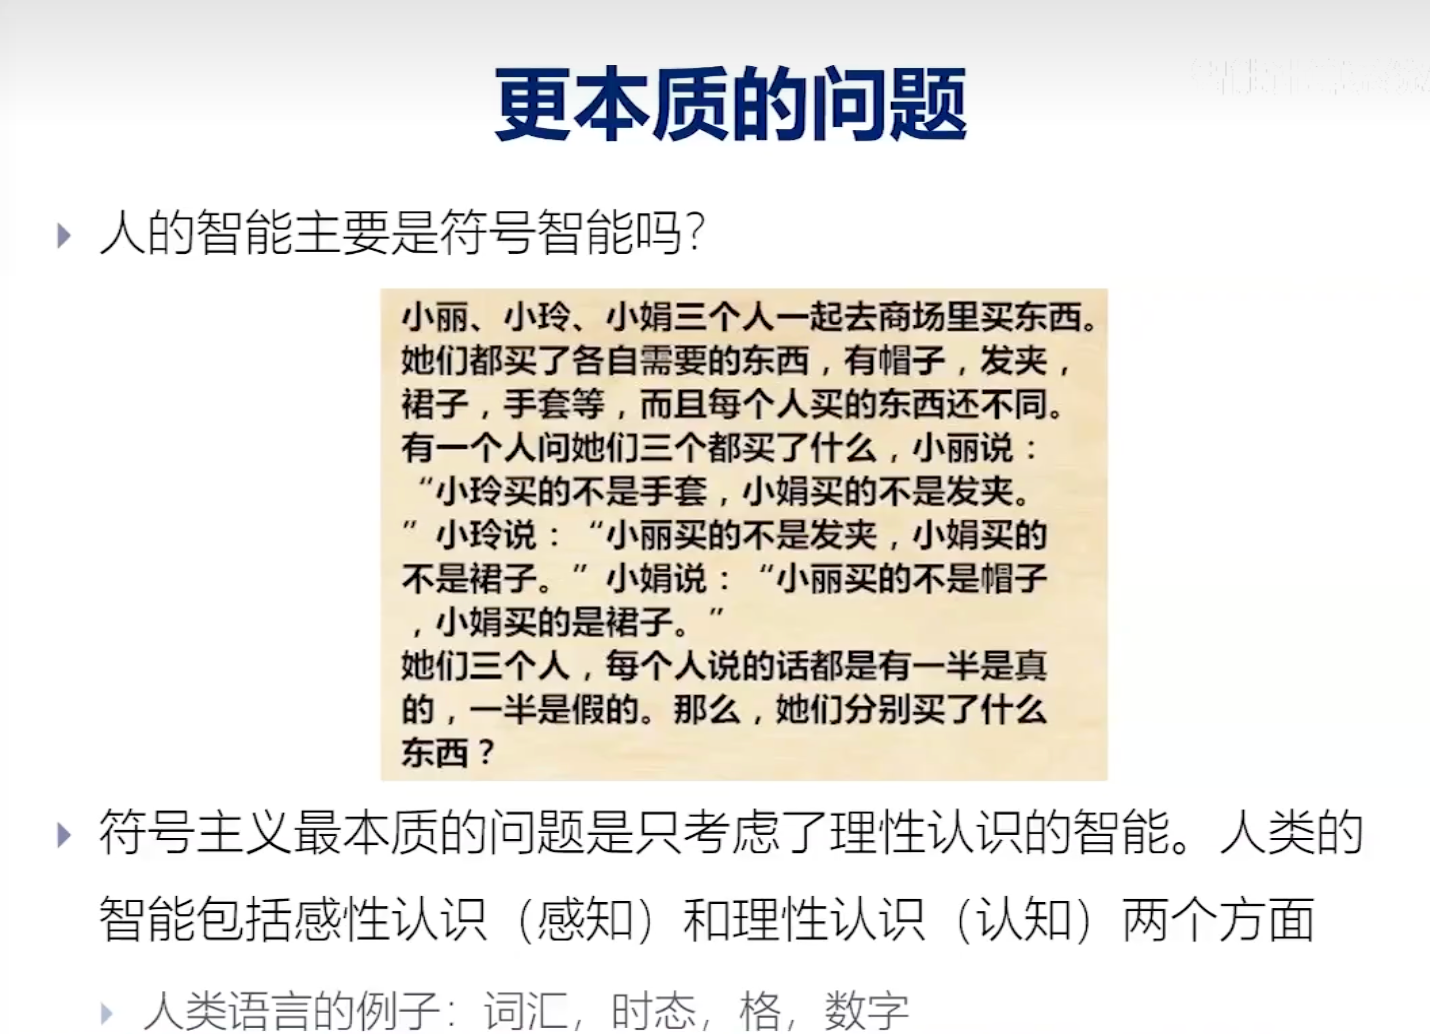 更本质的问题
人的智能主要是符号智能吗?
小丽、小玲、小娟三个人一起去商场里买东西。
她们都买了各自需要的东西，有帽子，发夹，
裙子，手套等，而且每个人买的东西还不同。
有一个人问她们三个都买了什么，小丽说：
“小玲买的不是手套，小娟买的不是发夹。
”小玲说：“小丽买的不是发夹，小娟买的
不是裙子。”小娟说：“小丽买的不是帽子
，小娟买的是裙子。”
她们三个人，每个人说的话都是有一半是真
的，一半是假的。那么，她们分别买了什么
东西？
符号主义最本质的问题是只考虑了理性认识的智能。人类的
智能包括感性认识（感知）和理性认识（认知）两个方面
人类语言的例子：词汇，时态，格，数字